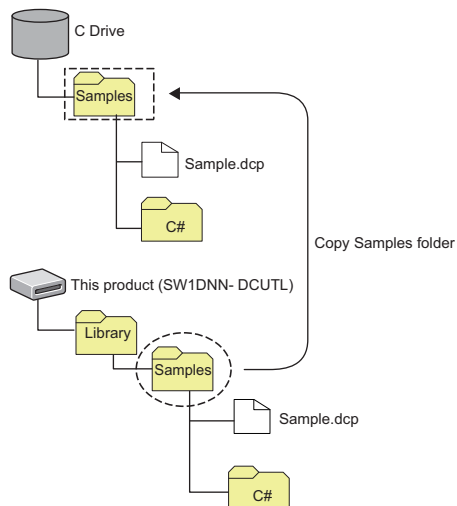 C Drive
Samples
Sample.dcp
C#
Copy Samples folder
This product (SW1DNN- DCUTL)
Library
Samples
Sample.dcp
C#